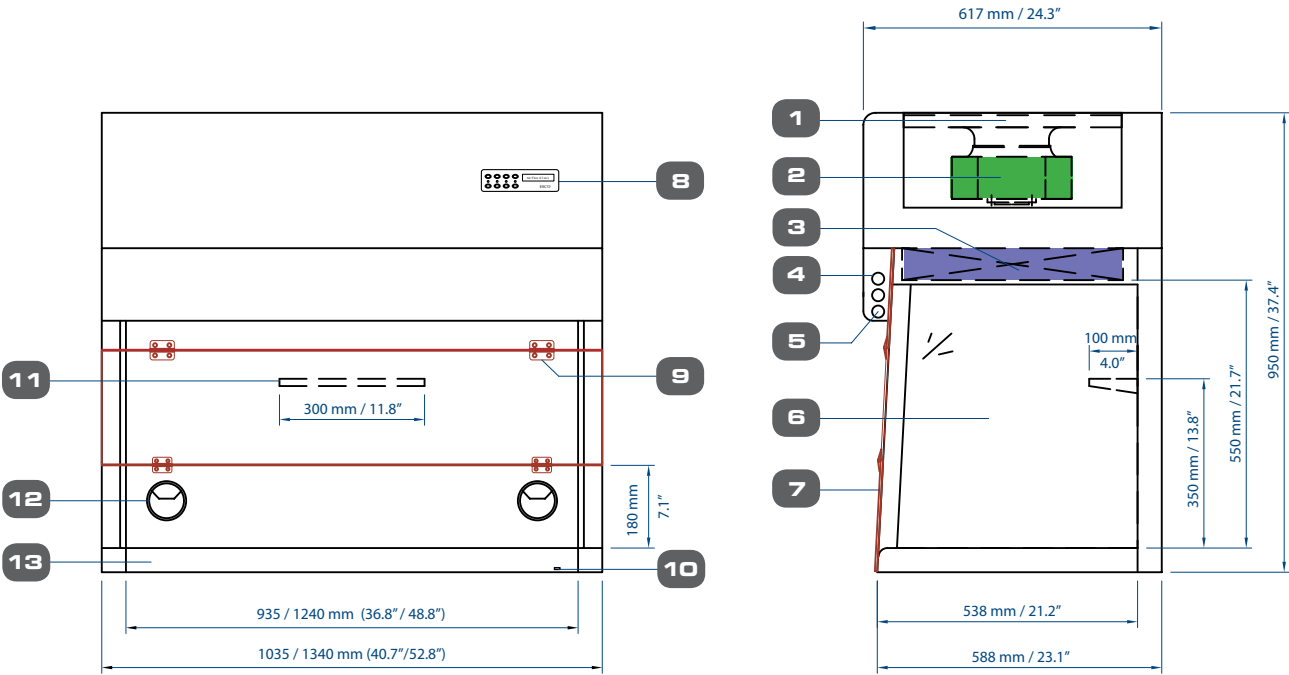 617 mm / 24.3"
1
2
3
4
5
6
7
8
ESCO
9
11
300 mm / 11.8"
12
180 mm
7.1"
13
10
935 / 1240 mm (36.8" / 48.8")
1035 / 1340 mm (40.7"/52.8")
100 mm
4.0"
350 mm / 13.8"
550 mm / 21.7"
950 mm / 37.4"
538 mm / 21.2"
588 mm / 23.1"